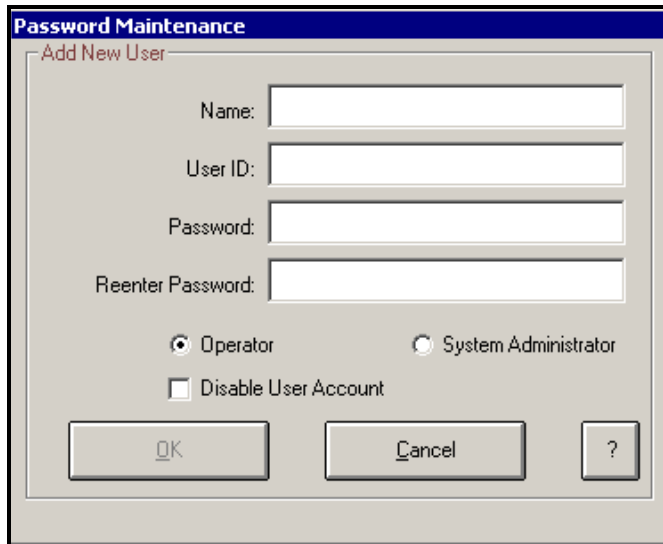 Password Maintenance
Add New User
Name:
User ID:
Password:
Reenter Password:
Operator System Administrator
Disable User Account
OK Cancel ?